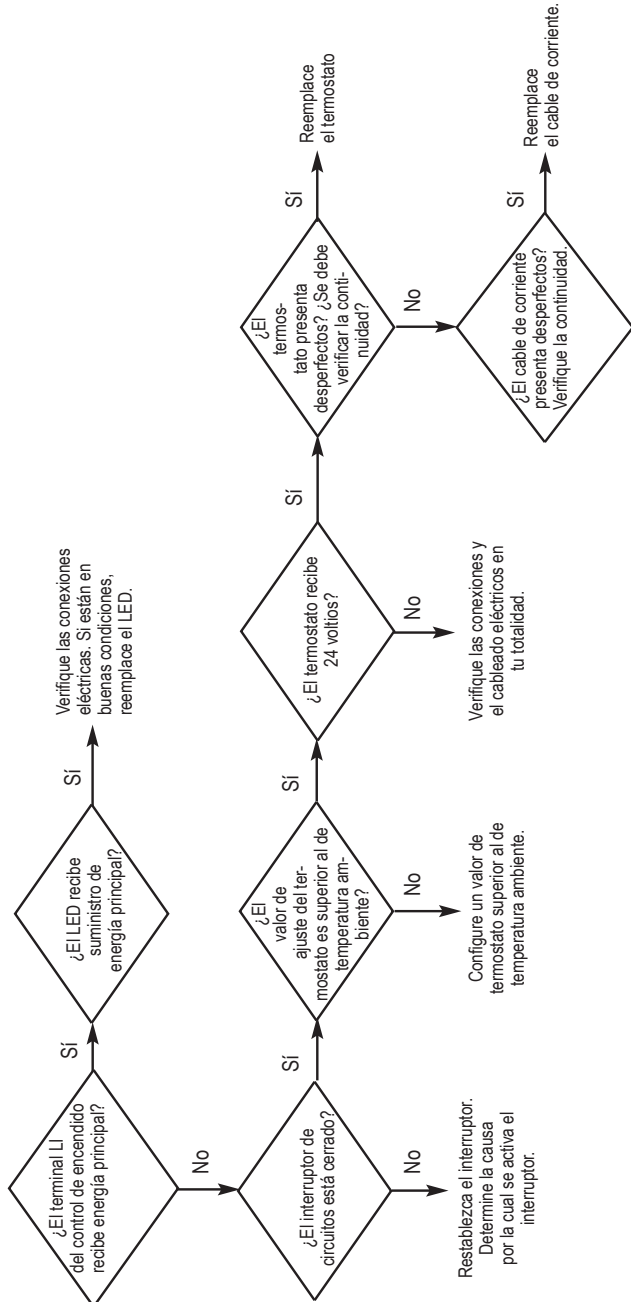 ¿El terminal LI
del control de encendido
recibe energía principal?
Sí
¿El LED recibe
suministro de
energía principal?
Sí
Verifique las conexiones
eléctricas. Si están en
buenas condiciones,
reemplace el LED.
No
¿El interruptor de
circuitos está cerrado?
No
Restablezca el interruptor.
Determine la causa
por la cual se activa el
interruptor.
Sí
¿El
valor de
ajuste del ter-
mostato es superior al de
temperatura am-
biente?
No
Configure un valor de
termostato superior al de
temperatura ambiente.
Sí
¿El termostato recibe
24 voltios?
No
Verifique las conexiones y
el cableado eléctricos en
tu totalidad.
Sí
¿El
termos-
tato presenta
desperfectos? ¿Se debe
verificar la conti-
nuidad?
Sí
Reemplace
el termostato
No
¿El cable de corriente
presenta desperfectos?
Verifique la continuidad.
Sí
Reemplace
el cable de corriente.